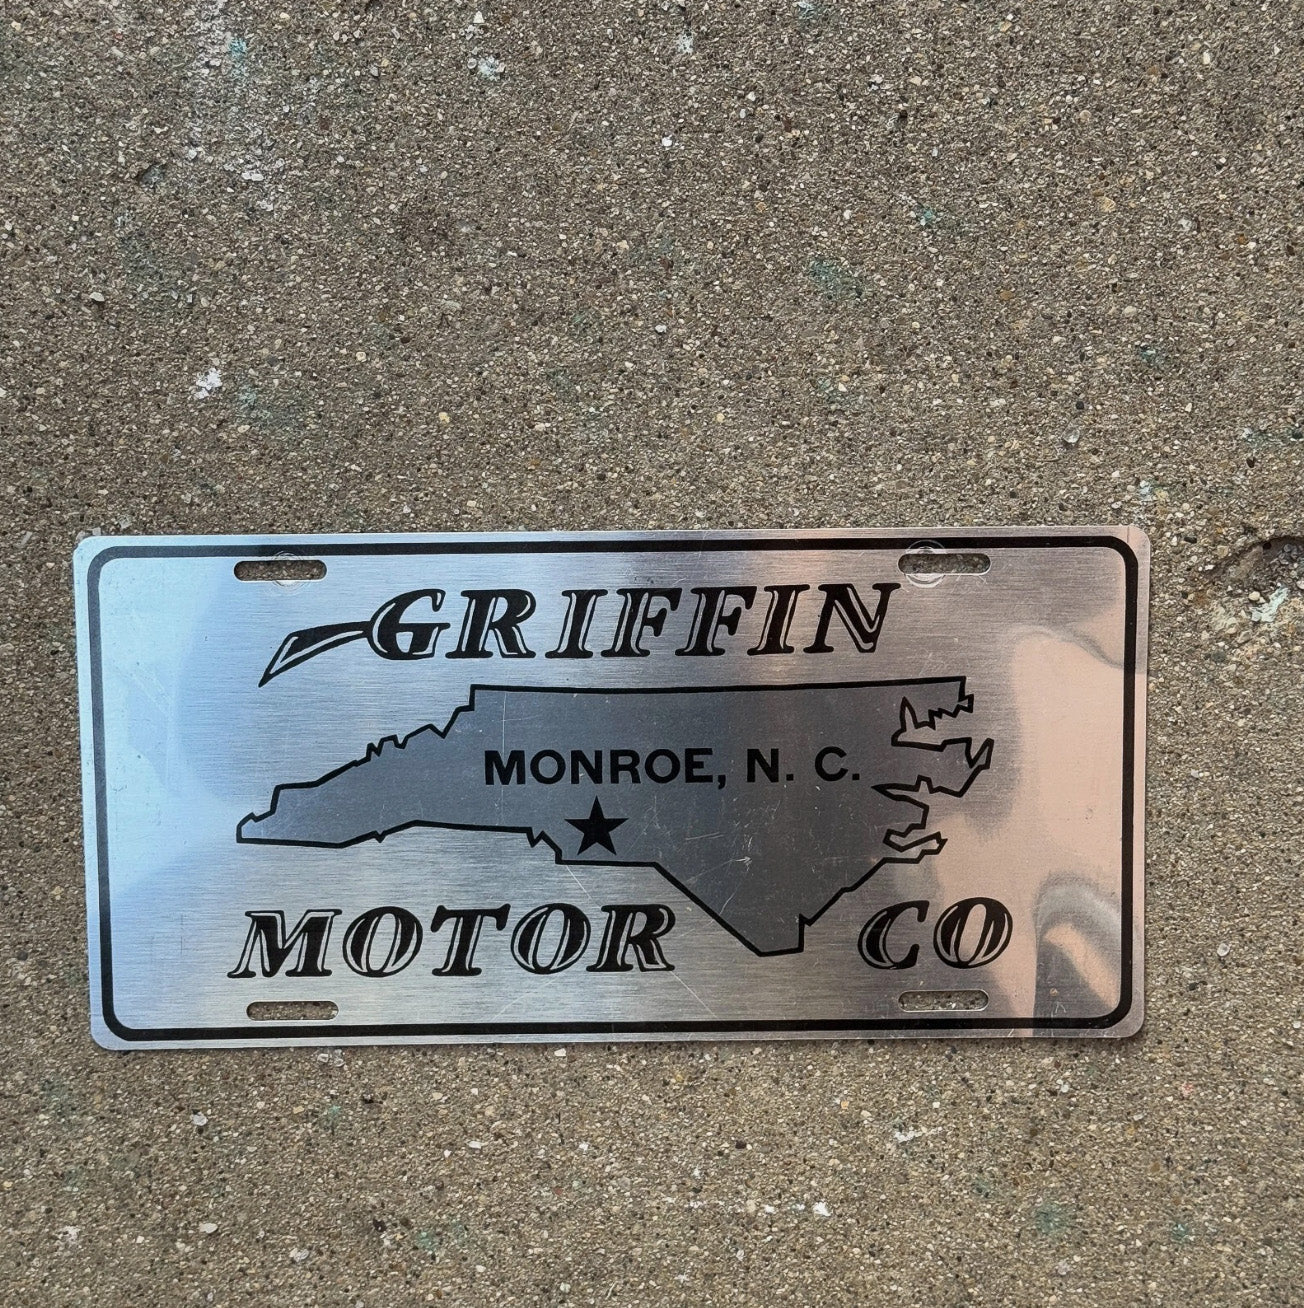 GRIFFIN
MONROE, N. C.
MOTOR CO